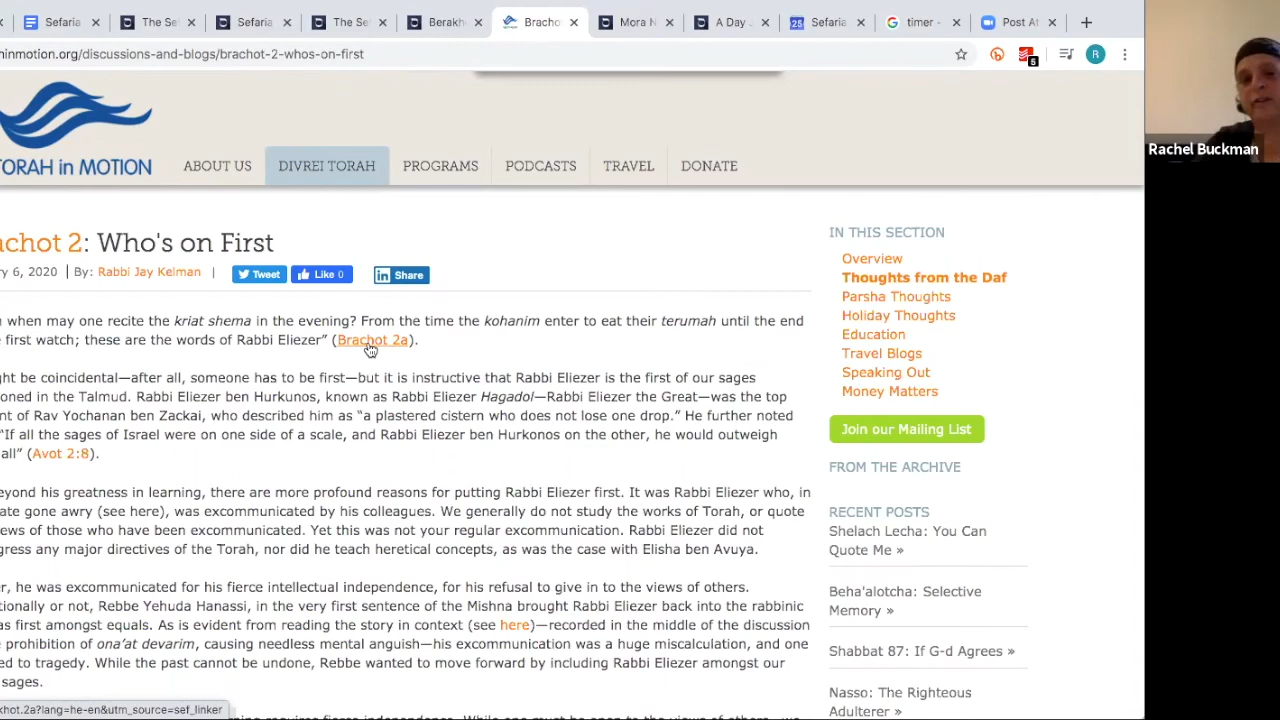 Sefaria
The Se
Sefaria
The Se
Berakh
Bracho
Mora N
A Day J
25
Sefaria
timer -
Post At
ninmotion.org/discussions-and-blogs/brachot-2-whos-on-first
5
R
TORAH in MOTION
ABOUT US DIVREI TORAH PROGRAMS PODCASTS TRAVEL DONATE
achot 2: Who's on First
ry 6, 2020 | By: Rabbi Jay Kelman |
Tweet Like 0 Share
n when may one recite the kriat shema in the evening? From the time the kohanim enter to eat their terumah until the end
e first watch; these are the words of Rabbi Eliezer” (Brachot 2a).
ght be coincidental—after all, someone has to be first—but it is instructive that Rabbi Eliezer is the first of our sages
ioned in the Talmud. Rabbi Eliezer ben Hurkunos, known as Rabbi Eliezer Hagadol—Rabbi Eliezer the Great—was the top
nt of Rav Yochanan ben Zackai, who described him as “a plastered cistern who does not lose one drop.” He further noted
“If all the sages of Israel were on one side of a scale, and Rabbi Eliezer ben Hurkonos on the other, he would outweigh
all” (Avot 2:8).
eyond his greatness in learning, there are more profound reasons for putting Rabbi Eliezer first. It was Rabbi Eliezer who, in
ate gone awry (see here), was excommunicated by his colleagues. We generally do not study the works of Torah, or quote
iews of those who have been excommunicated. Yet this was not your regular excommunication. Rabbi Eliezer did not
gress any major directives of the Torah, nor did he teach heretical concepts, as was the case with Elisha ben Avuya.
er, he was excommunicated for his fierce intellectual independence, for his refusal to give in to the views of others.
tionally or not, Rebbe Yehuda Hanassi, in the very first sentence of the Mishna brought Rabbi Eliezer back into the rabbinic
as first amongst equals. As is evident from reading the story in context (see here)—recorded in the middle of the discussion
e prohibition of ona’at devarim, causing needless mental anguish—his excommunication was a huge miscalculation, and one
ed to tragedy. While the past cannot be undone, Rebbe wanted to move forward by including Rabbi Eliezer amongst our
sages.
khot.2a?lang=he-en&utm_source=sef_linker
IN THIS SECTION
Overview
Thoughts from the Daf
Parsha Thoughts
Holiday Thoughts
Education
Travel Blogs
Speaking Out
Money Matters
Join our Mailing List
FROM THE ARCHIVE
RECENT POSTS
Shelach Lecha: You Can
Quote Me »
Beha'alotcha: Selective
Memory »
Shabbat 87: If G-d Agrees »
Nasso: The Righteous
Adulterer »
Rachel Buckman